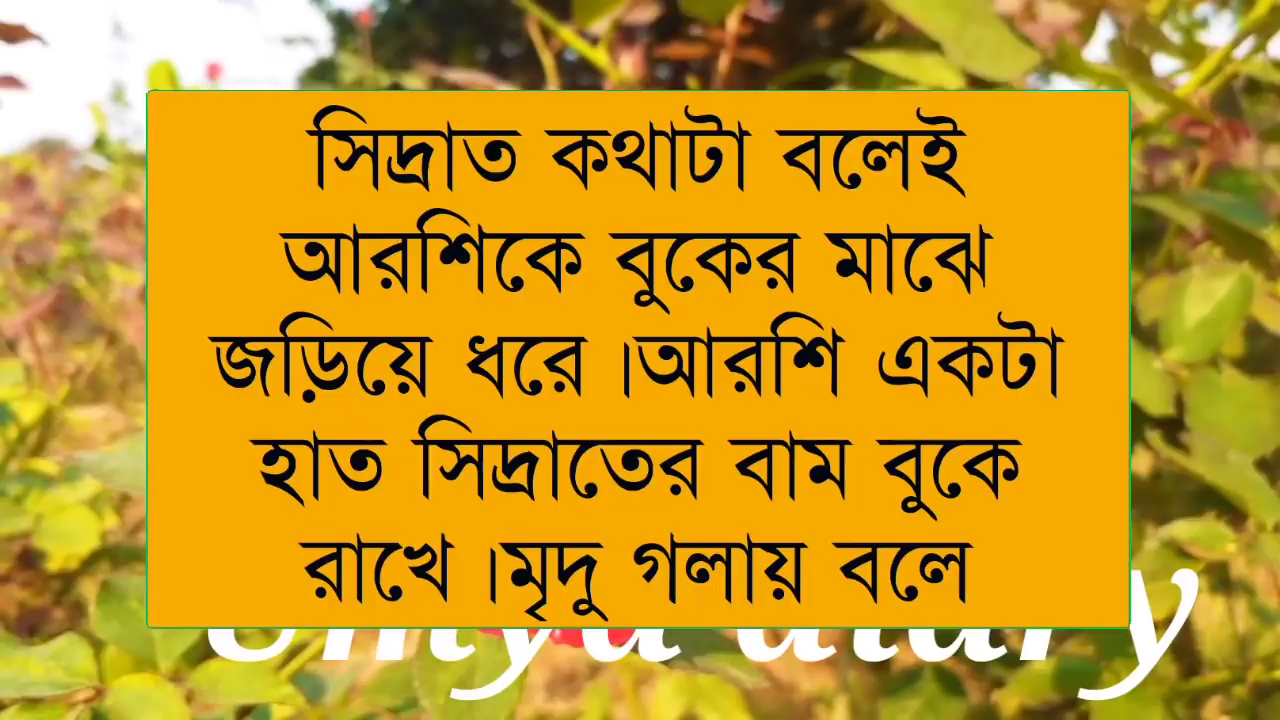 সিদ্রাত কথাটা বলেই
আরশিকে বুকের মাঝে
জড়িয়ে ধরে।আরশি একটা
হাত সিদ্রাতের বাম বুকে
রাখে।মৃদু গলায় বলে